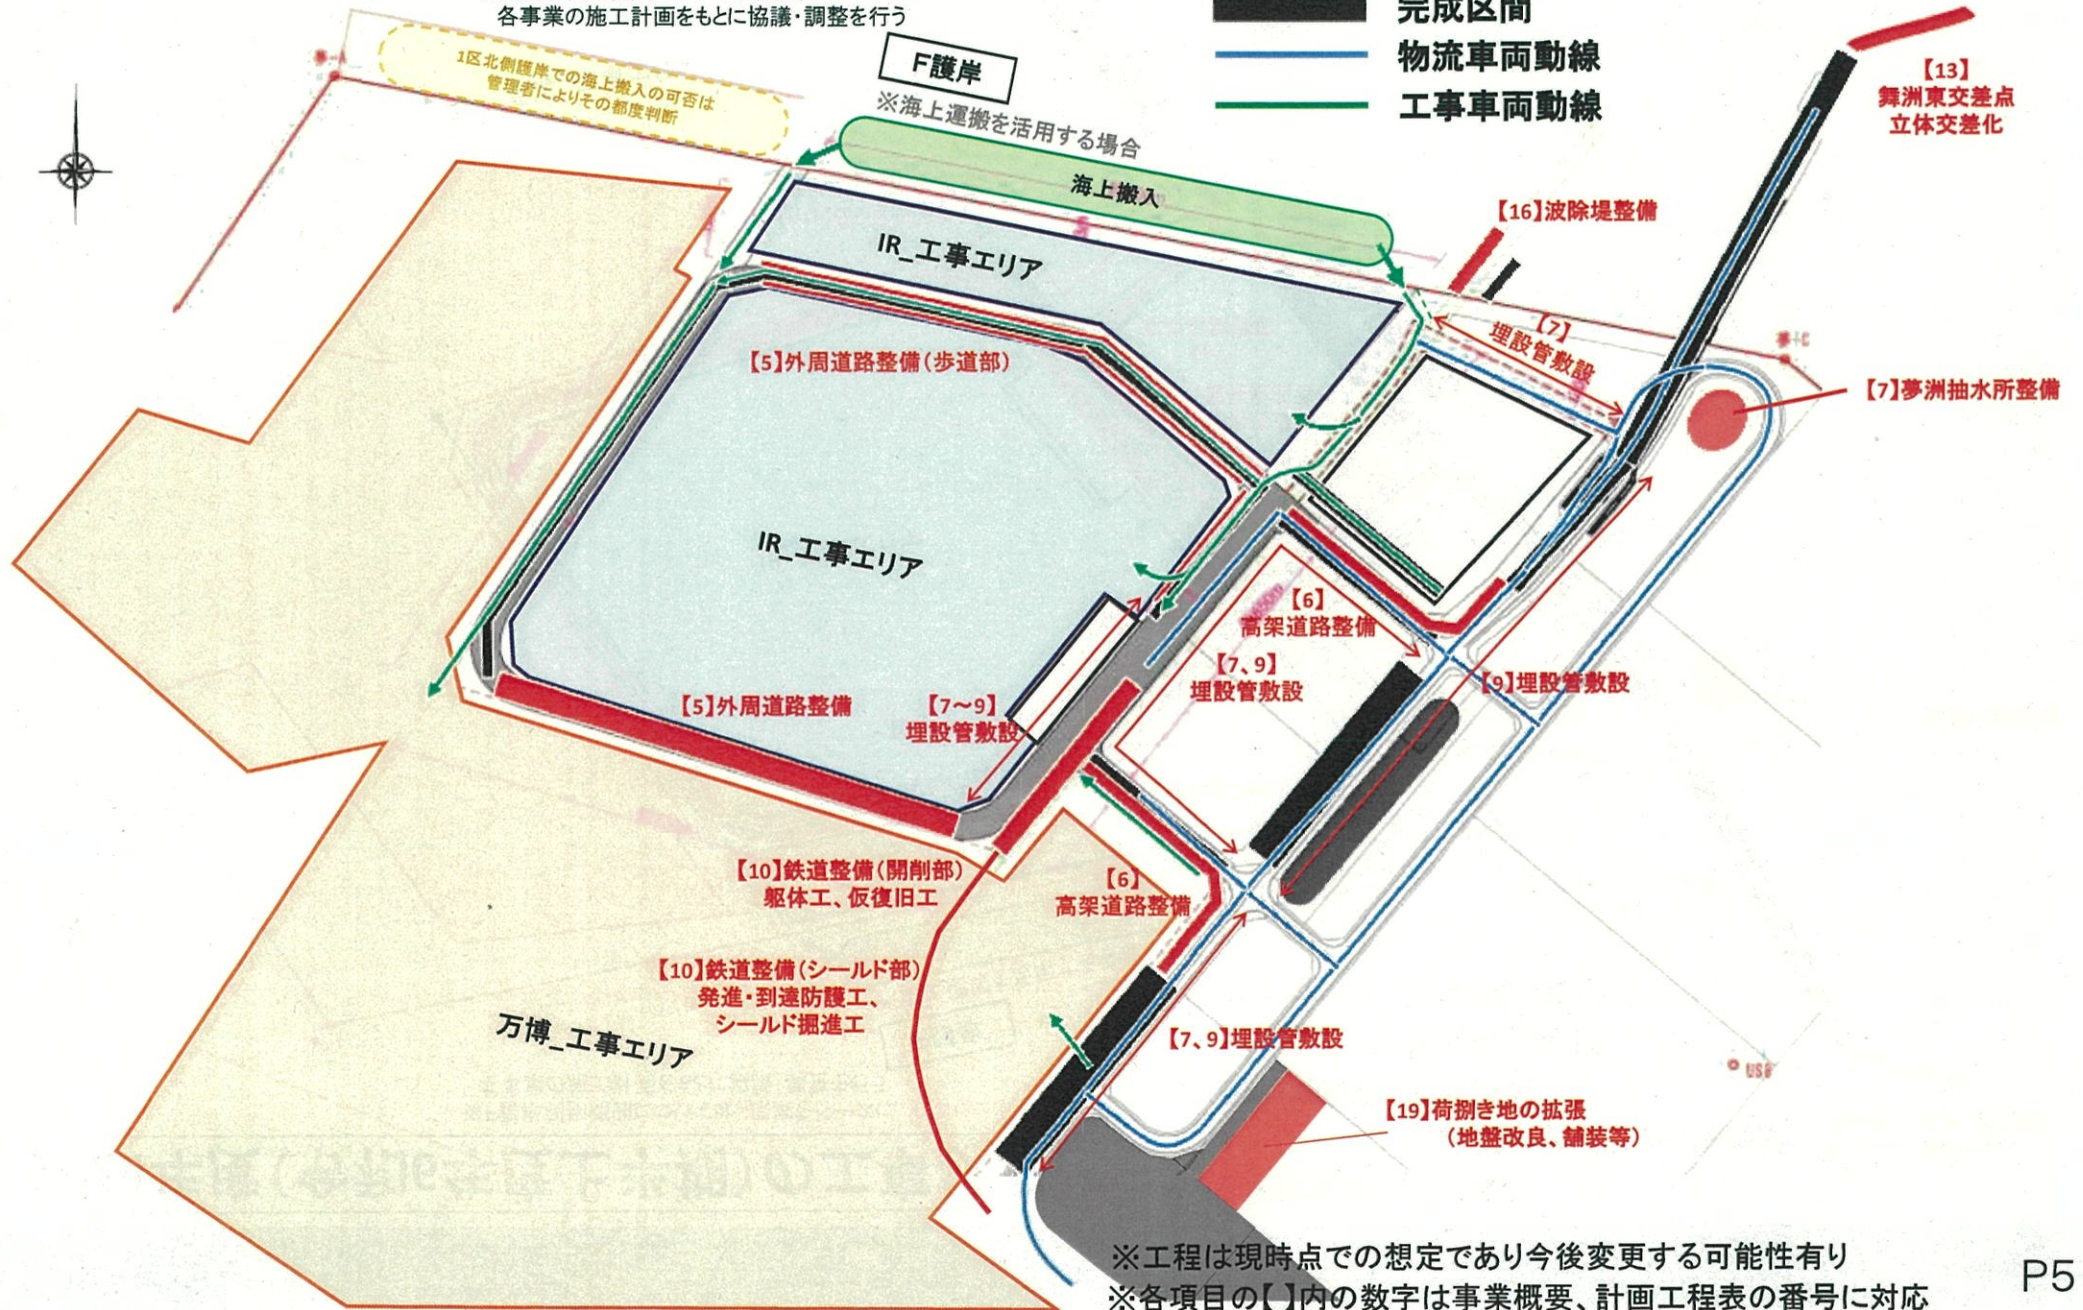 各事業の施工計画をもとに協議・調整を行う
完成区間
物流車両動線
工事車両動線
F護岸
※海上運搬を活用する場合
1区北側護岸での海上搬入の可否は
管理者によりその都度判断
海上搬入
【13】
舞洲東交差点
立体交差化
【16】波除堤整備
IR_工事エリア
【7】
埋設管敷設
【5】外周道路整備(歩道部)
【7】夢洲抽水所整備
IR_工事エリア
【6】
高架道路整備
【7、9】
埋設管敷設
【9】埋設管敷設
【5】外周道路整備
【7～9】
埋設管敷設
【10】鉄道整備(開削部)
躯体工、仮復旧工
【6】
高架道路整備
【10】鉄道整備(シールド部)
発進・到達防護工、
シールド掘進工
万博_工事エリア
【7、9】埋設管敷設
【19】荷捌き地の拡張
(地盤改良、舗装等)
※工程は現時点での想定であり今後変更する可能性有り
※各項目の【 】内の数字は事業概要、計画工程表の番号に対応
P5